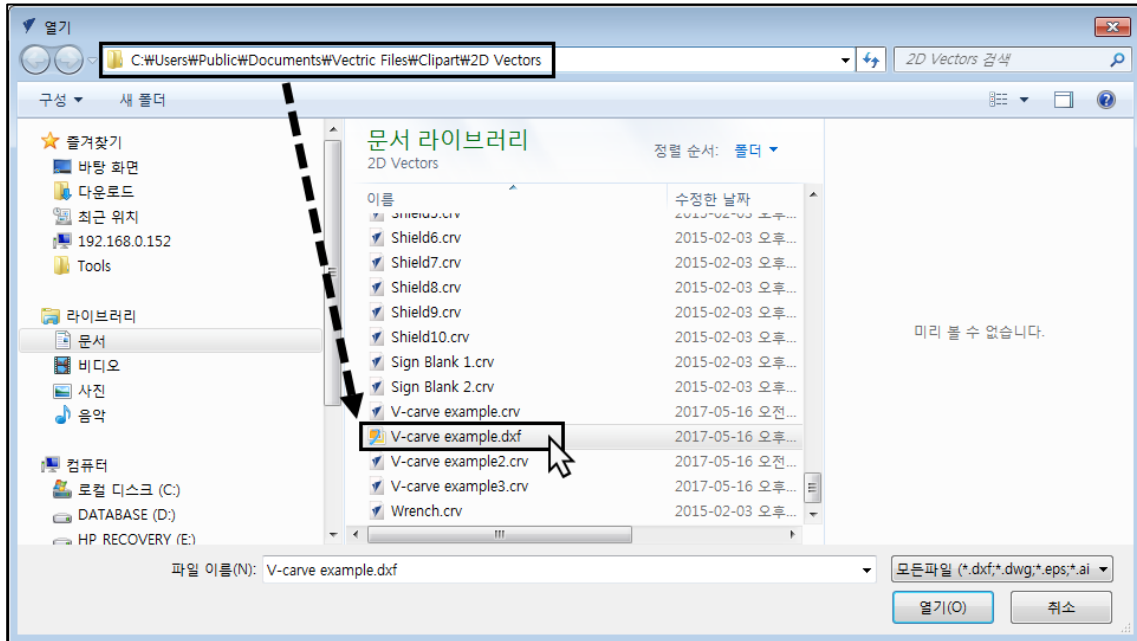 열기
C:₩Users₩Public₩Documents₩Vectric Files₩Clipart₩2D Vectors
2D Vectors 검색
구성 새 폴더
즐겨찾기
바탕 화면
다운로드
최근 위치
192.168.0.152
Tools
라이브러리
문서
비디오
사진
음악
컴퓨터
로컬 디스크 (C:)
DATABASE (D:)
HP RECOVERY (E:)
문서 라이브러리
2D Vectors
정렬 순서: 폴더
이름 수정한 날짜
Shield5.crv 2015-02-03 오후...
Shield6.crv 2015-02-03 오후...
Shield7.crv 2015-02-03 오후...
Shield8.crv 2015-02-03 오후...
Shield9.crv 2015-02-03 오후...
Shield10.crv 2015-02-03 오후...
Sign Blank 1.crv 2015-02-03 오후...
Sign Blank 2.crv 2015-02-03 오후...
V-carve example.crv 2017-05-16 오전...
V-carve example.dxf 2017-05-16 오후...
V-carve example2.crv 2017-05-16 오전...
V-carve example3.crv 2017-05-16 오후...
Wrench.crv 2015-02-03 오후...
미리 볼 수 없습니다.
파일 이름(N): V-carve example.dxf
모든파일 (*.dxf;*.dwg;*.eps;*.ai
열기(O) 취소